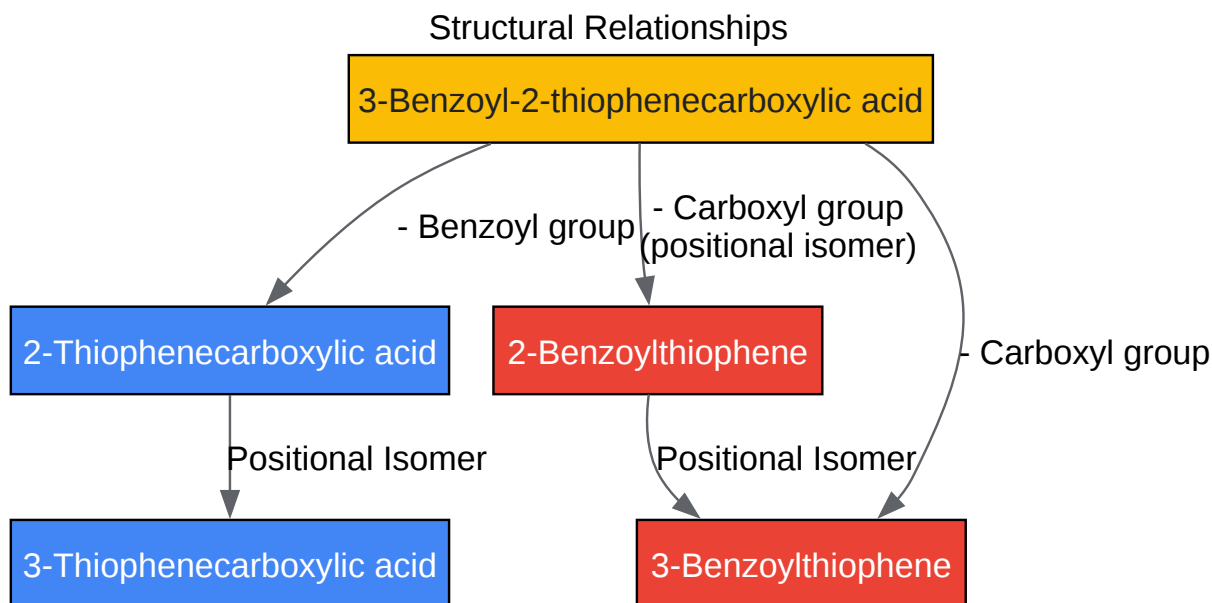 Structural Relationships
3-Benzoyl-2-thiophenecarboxylic acid
- Benzoyl group
- Carboxyl group
(positional isomer)
2-Thiophenecarboxylic acid
2-Benzoylthiophene
- Carboxyl group
Positional Isomer
Positional Isomer
3-Thiophenecarboxylic acid
3-Benzoylthiophene